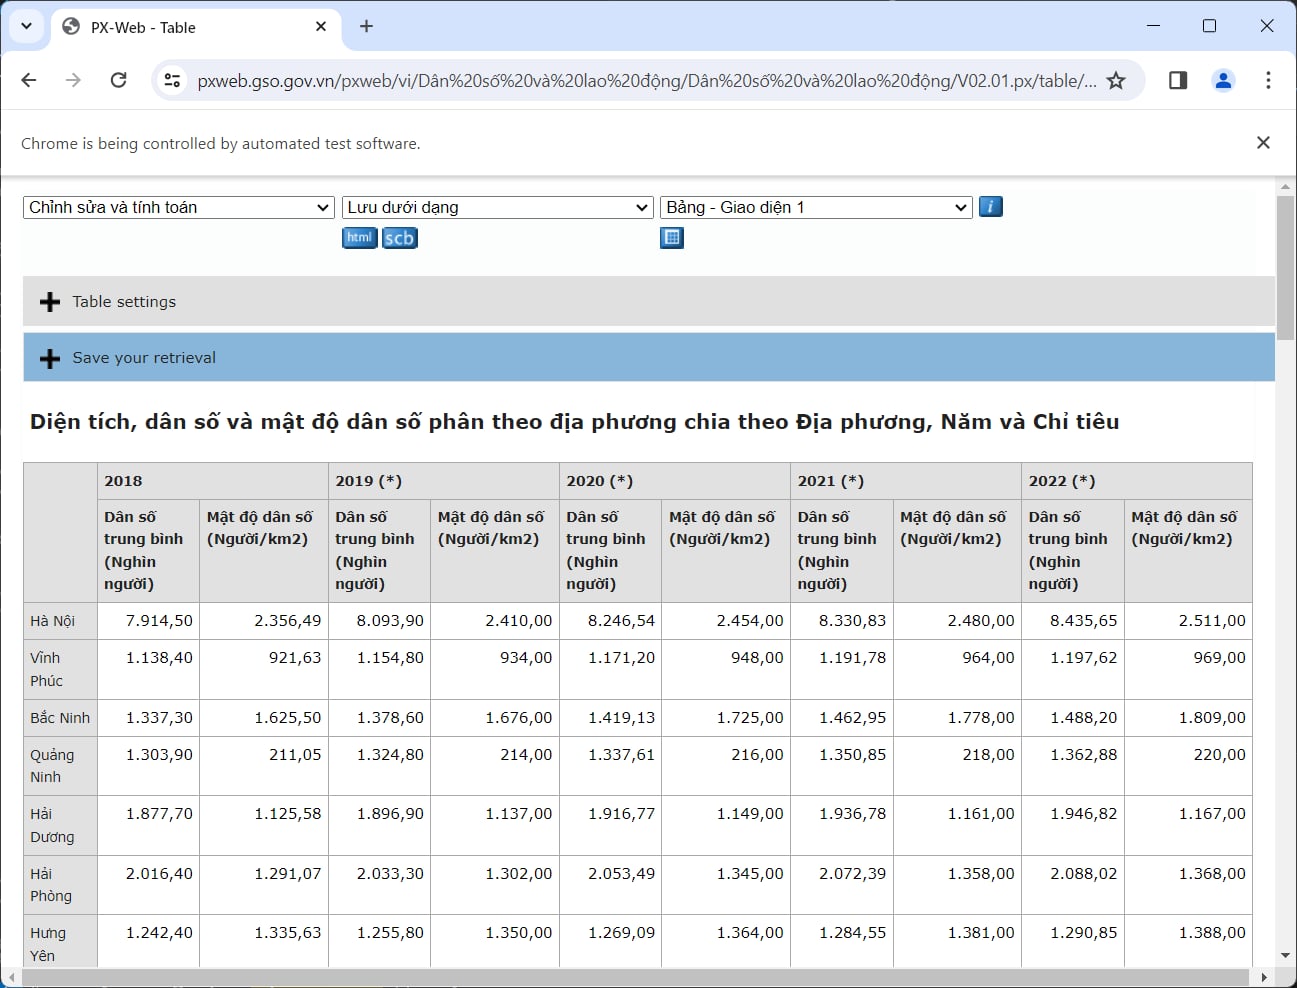 PX-Web - Table
pxweb.gso.gov.vn/pxweb/vi/Dân%20số%20và%20lao%20động/Dân%20số%20và%20lao%20động/V02.01.px/table/...
Chrome is being controlled by automated test software.
Chỉnh sửa và tính toán Lưu dưới dạng Bảng - Giao diện 1 i
html scb
Table settings
Save your retrieval
Diện tích, dân số và mật độ dân số phân theo địa phương chia theo Địa phương, Năm và Chỉ tiêu
2018 2019 (*) 2020 (*) 2021 (*) 2022 (*)
Dân số Mật độ dân số Dân số Mật độ dân số Dân số Mật độ dân số Dân số Mật độ dân số Dân số Mật độ dân số
trung bình (Người/km2) trung bình (Người/km2) trung bình (Người/km2) trung bình (Người/km2) trung bình (Người/km2)
(Nghìn (Nghìn (Nghìn (Nghìn (Nghìn
người) người) người) người) người)
Hà Nội 7.914,50 2.356,49 8.093,90 2.410,00 8.246,54 2.454,00 8.330,83 2.480,00 8.435,65 2.511,00
Vĩnh 1.138,40 921,63 1.154,80 934,00 1.171,20 948,00 1.191,78 964,00 1.197,62 969,00
Phúc
Bắc Ninh 1.337,30 1.625,50 1.378,60 1.676,00 1.419,13 1.725,00 1.462,95 1.778,00 1.488,20 1.809,00
Quảng 1.303,90 211,05 1.324,80 214,00 1.337,61 216,00 1.350,85 218,00 1.362,88 220,00
Ninh
Hải 1.877,70 1.125,58 1.896,90 1.137,00 1.916,77 1.149,00 1.936,78 1.161,00 1.946,82 1.167,00
Dương
Hải 2.016,40 1.291,07 2.033,30 1.302,00 2.053,49 1.345,00 2.072,39 1.358,00 2.088,02 1.368,00
Phòng
Hưng 1.242,40 1.335,63 1.255,80 1.350,00 1.269,09 1.364,00 1.284,55 1.381,00 1.290,85 1.388,00
Yên